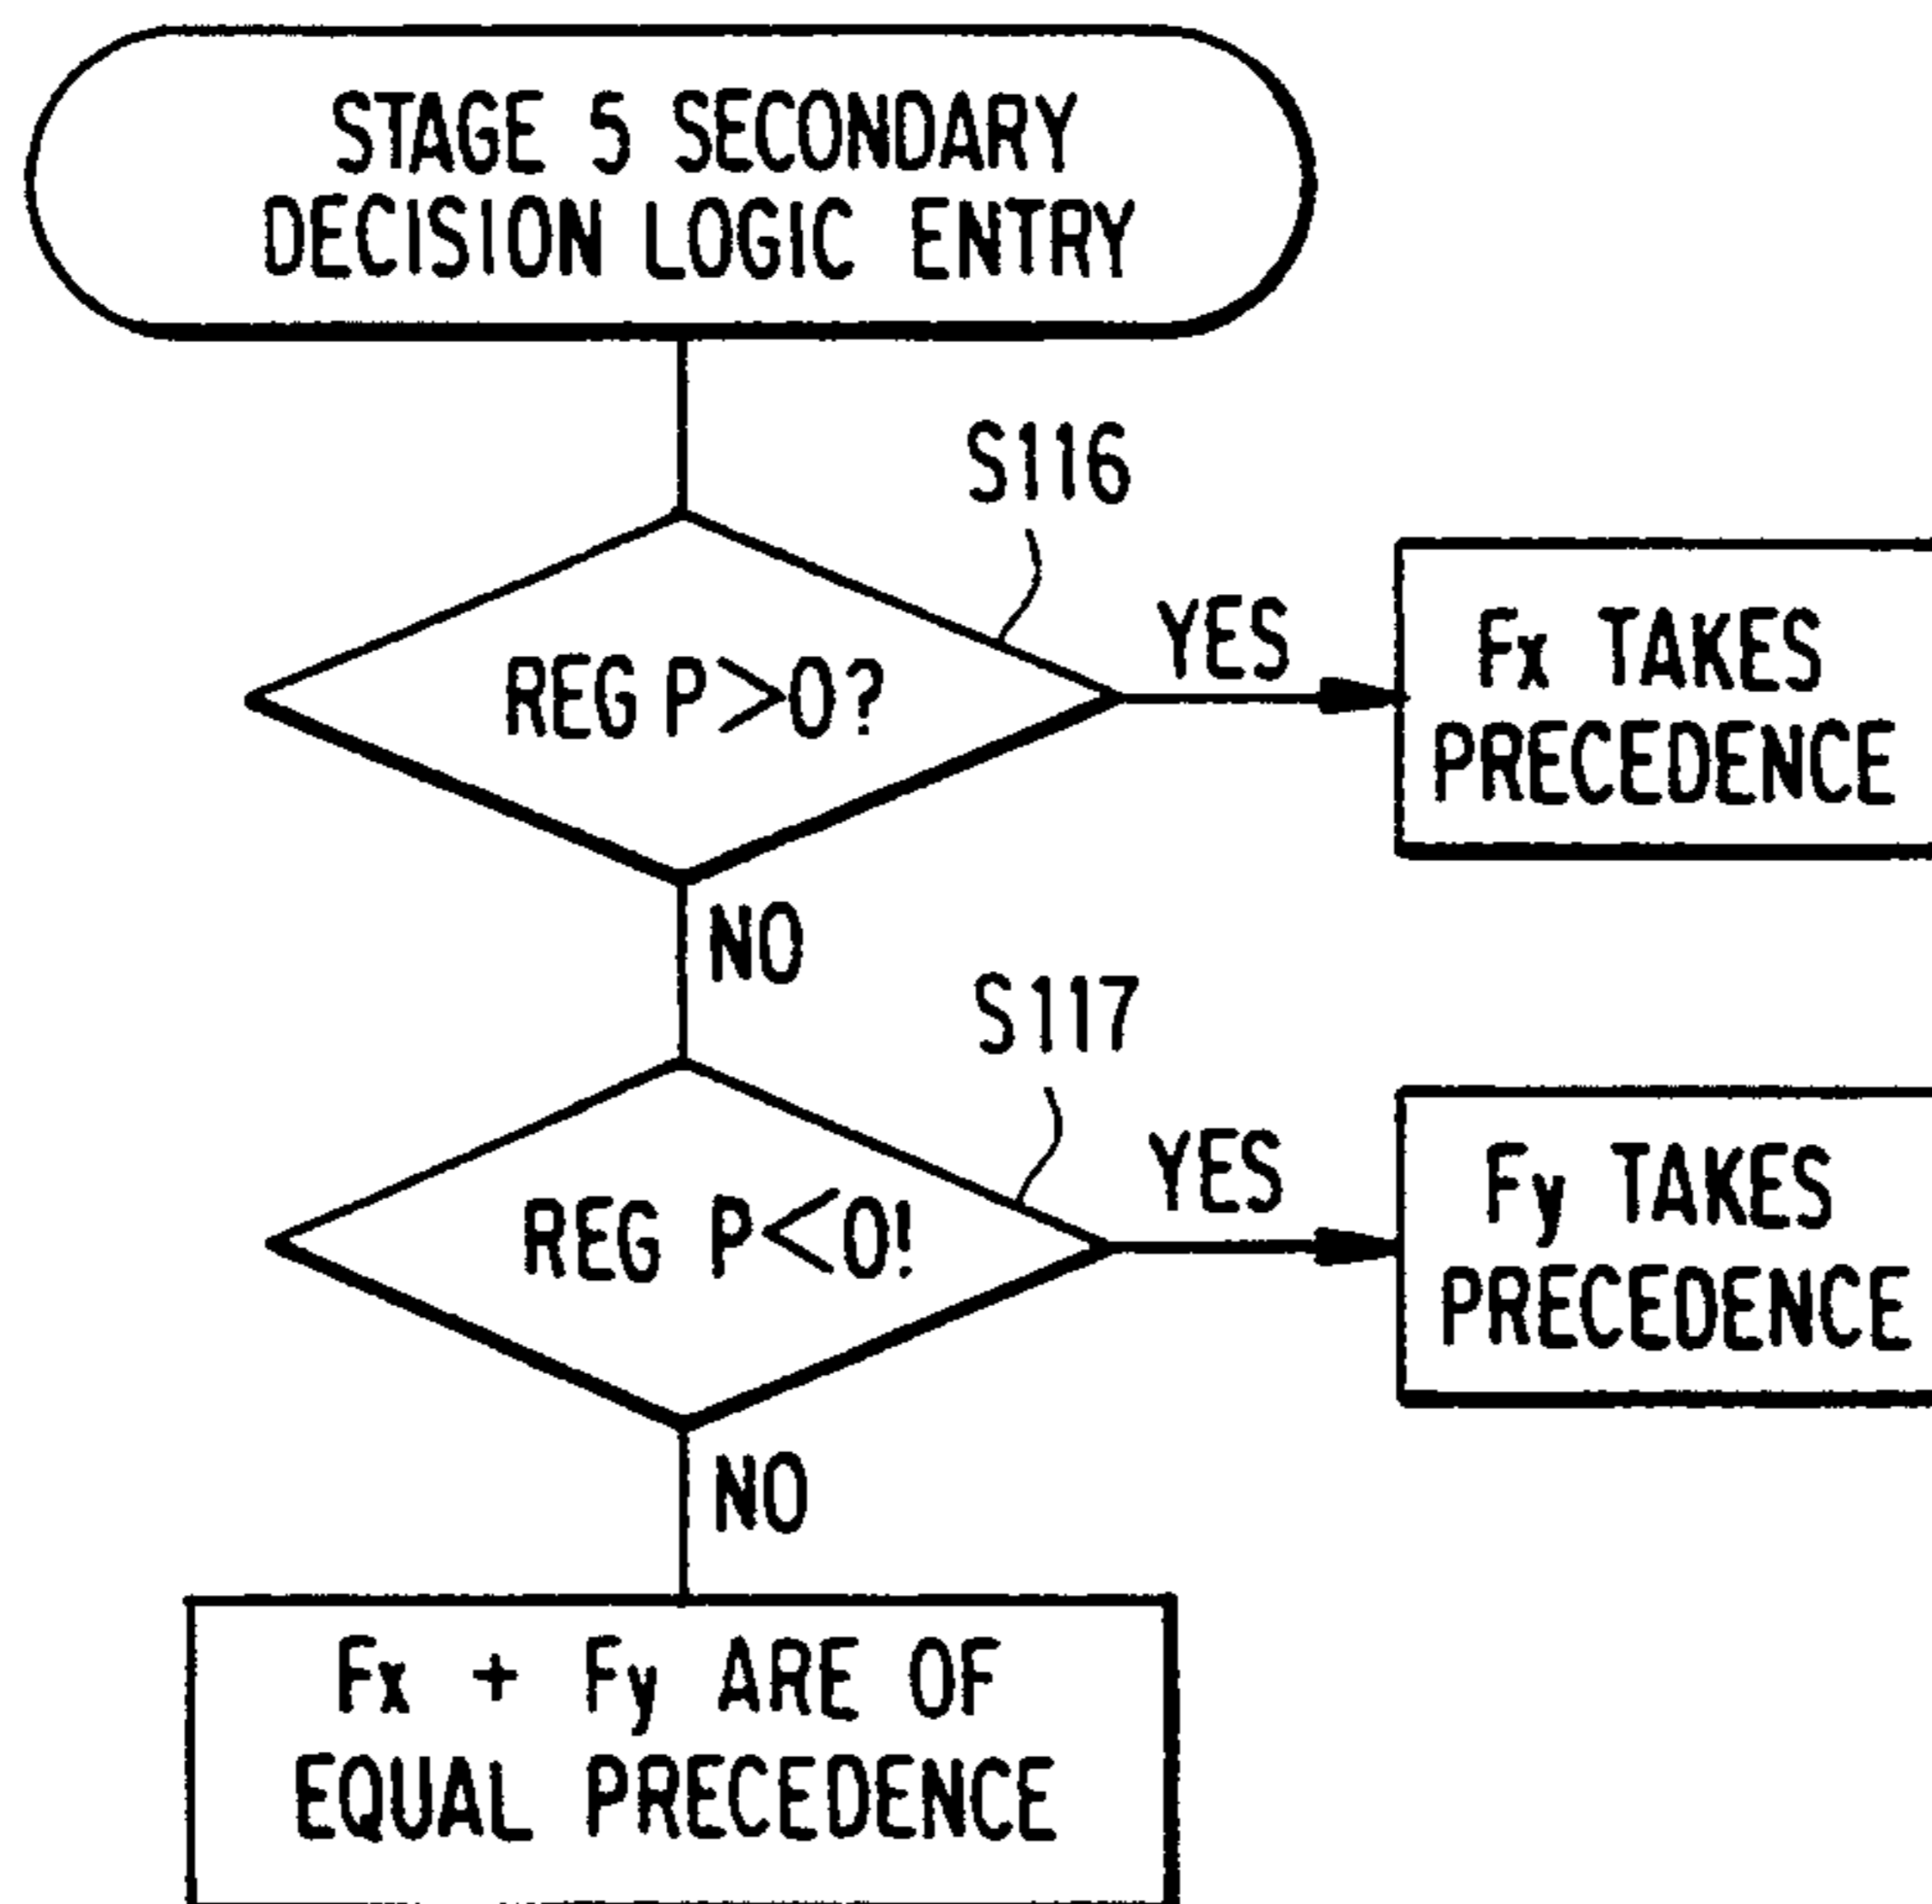 STAGE 5 SECONDARY
DECISION LOGIC ENTRY
S116
REG P>0?
YES
Fx TAKES
PRECEDENCE
NO
S117
REG P<0!
YES
Fy TAKES
PRECEDENCE
NO
Fx + Fy ARE OF
EQUAL PRECEDENCE